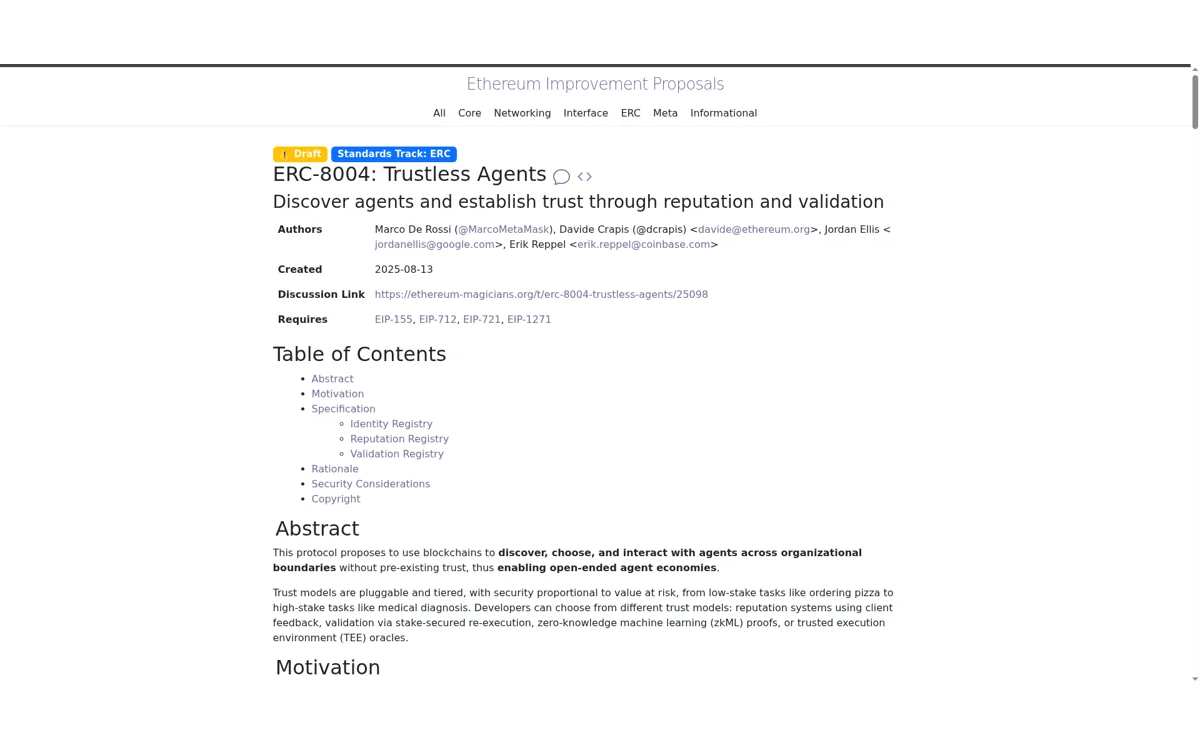 Ethereum Improvement Proposals
All Core Networking Interface ERC Meta Informational
Draft Standards Track: ERC
ERC-8004: Trustless Agents
Discover agents and establish trust through reputation and validation
Authors Marco De Rossi (@MarcoMetaMask), Davide Crapis (@dcrapis) <davide@ethereum.org>, Jordan Ellis <
jordanellis@google.com>, Erik Reppel <erik.reppel@coinbase.com>
Created 2025-08-13
Discussion Link https://ethereum-magicians.org/t/erc-8004-trustless-agents/25098
Requires EIP-155, EIP-712, EIP-721, EIP-1271
Table of Contents
• Abstract
• Motivation
• Specification
◦ Identity Registry
◦ Reputation Registry
◦ Validation Registry
• Rationale
• Security Considerations
• Copyright
Abstract
This protocol proposes to use blockchains to discover, choose, and interact with agents across organizational
boundaries without pre-existing trust, thus enabling open-ended agent economies.
Trust models are pluggable and tiered, with security proportional to value at risk, from low-stake tasks like ordering pizza to
high-stake tasks like medical diagnosis. Developers can choose from different trust models: reputation systems using client
feedback, validation via stake-secured re-execution, zero-knowledge machine learning (zkML) proofs, or trusted execution
environment (TEE) oracles.
Motivation